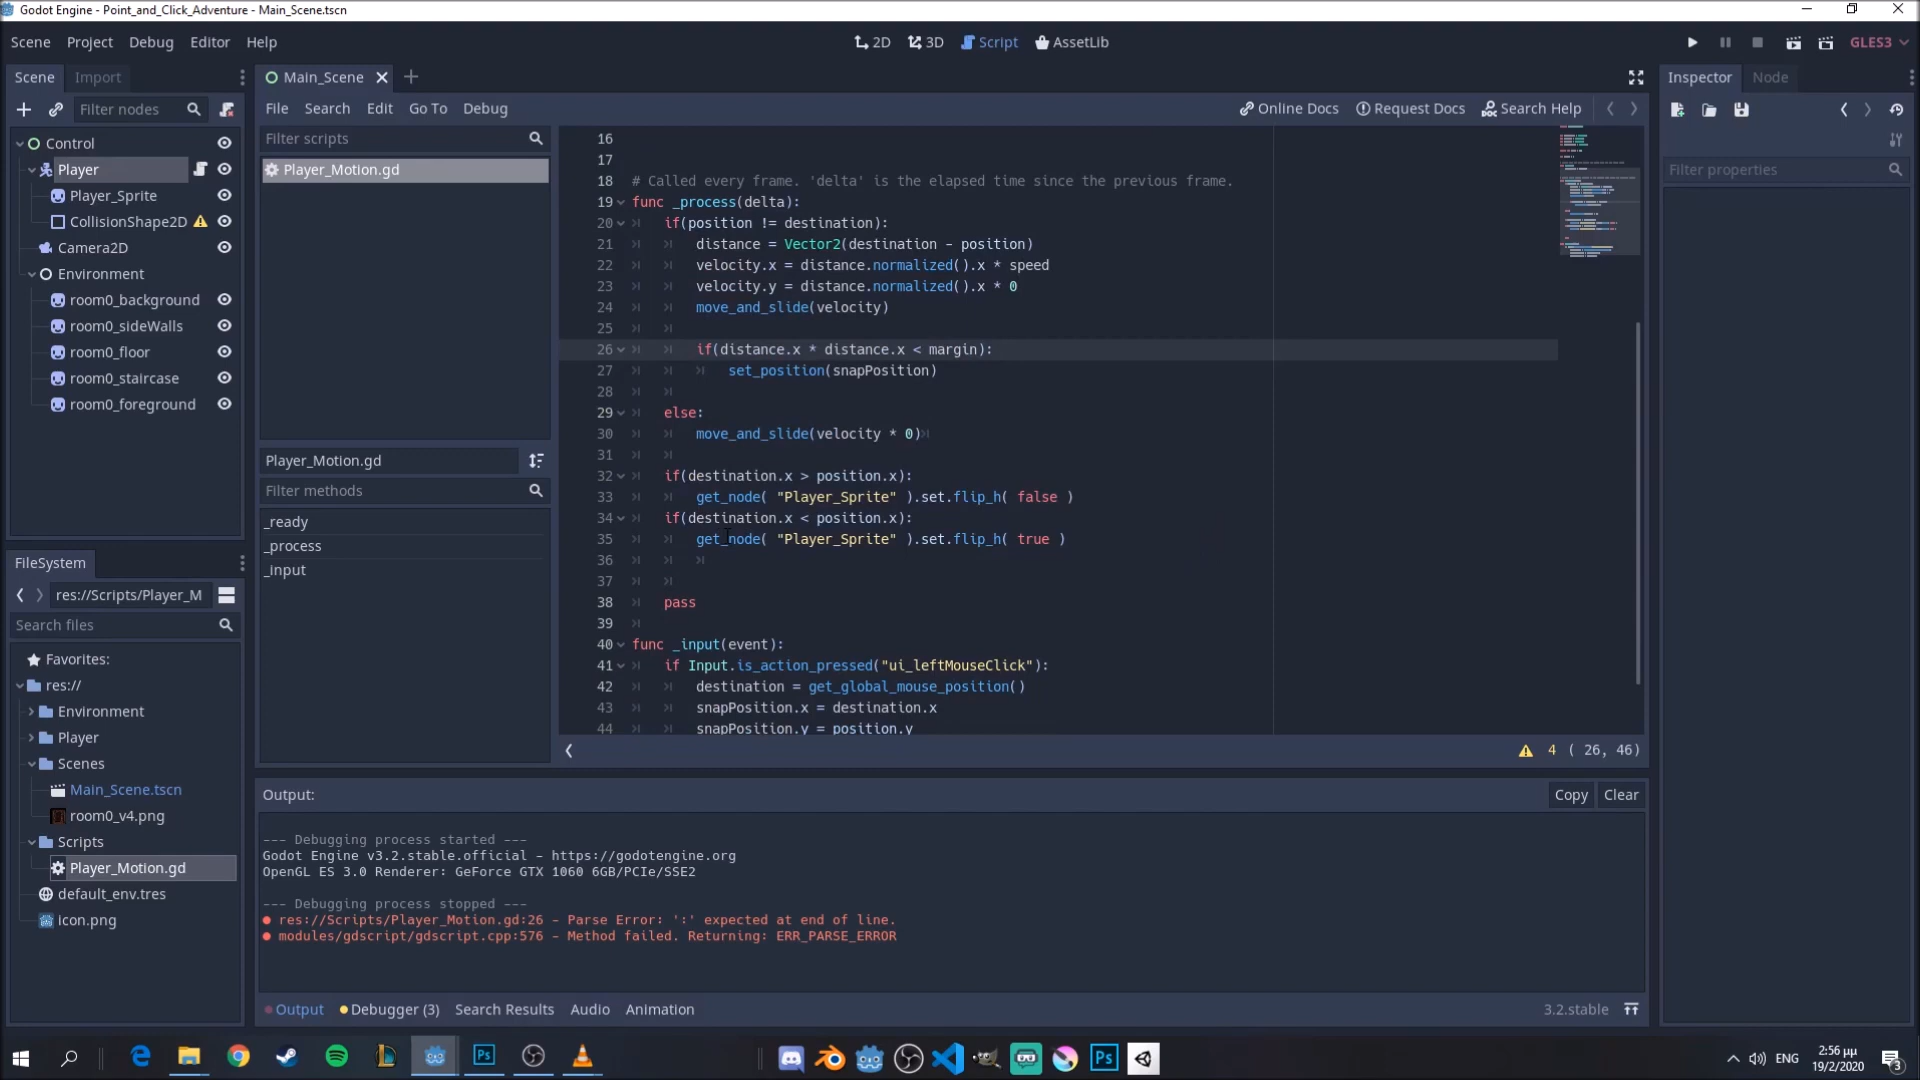 Godot Engine - Point_and_Click_Adventure - Main_Scene.tscn
Scene Project Debug Editor Help
2D 3D Script AssetLib
GLES3
Scene Import
Filter nodes
Control
Player
Player_Sprite
CollisionShape2D
Camera2D
Environment
room0_background
room0_sideWalls
room0_floor
room0_staircase
room0_foreground
FileSystem
res://Scripts/Player_M
Search files
Favorites:
res://
Environment
Player
Scenes
Main_Scene.tscn
room0_v4.png
Scripts
Player_Motion.gd
default_env.tres
icon.png
Main_Scene
File Search Edit Go To Debug
Online Docs Request Docs Search Help
Filter scripts
Player_Motion.gd
Player_Motion.gd
Filter methods
_ready
_process
_input
16
17
18 # Called every frame. 'delta' is the elapsed time since the previous frame.
19 func _process(delta):
20 if(position != destination):
21 distance = Vector2(destination - position)
22 velocity.x = distance.normalized().x * speed
23 velocity.y = distance.normalized().x * 0
24 move_and_slide(velocity)
25
26 if(distance.x * distance.x < margin):
27 set_position(snapPosition)
28
29 else:
30 move_and_slide(velocity * 0)
31
32 if(destination.x > position.x):
33 get_node( "Player_Sprite" ).set.flip_h( false )
34 if(destination.x < position.x):
35 get_node( "Player_Sprite" ).set.flip_h( true )
36
37
38 pass
39
40 func _input(event):
41 if Input.is_action_pressed("ui_leftMouseClick"):
42 destination = get_global_mouse_position()
43 snapPosition.x = destination.x
44 snapPosition.y = position.y
4 ( 26, 46)
Output:
Copy Clear
--- Debugging process started ---
Godot Engine v3.2.stable.official - https://godotengine.org
OpenGL ES 3.0 Renderer: GeForce GTX 1060 6GB/PCIe/SSE2
--- Debugging process stopped ---
res://Scripts/Player_Motion.gd:26 - Parse Error: ':' expected at end of line.
modules/gdscript/gdscript.cpp:576 - Method failed. Returning: ERR_PARSE_ERROR
Output Debugger (3) Search Results Audio Animation
3.2.stable
Inspector Node
Filter properties
Ps
Ps
ENG
2:56 μμ
19/2/2020
3